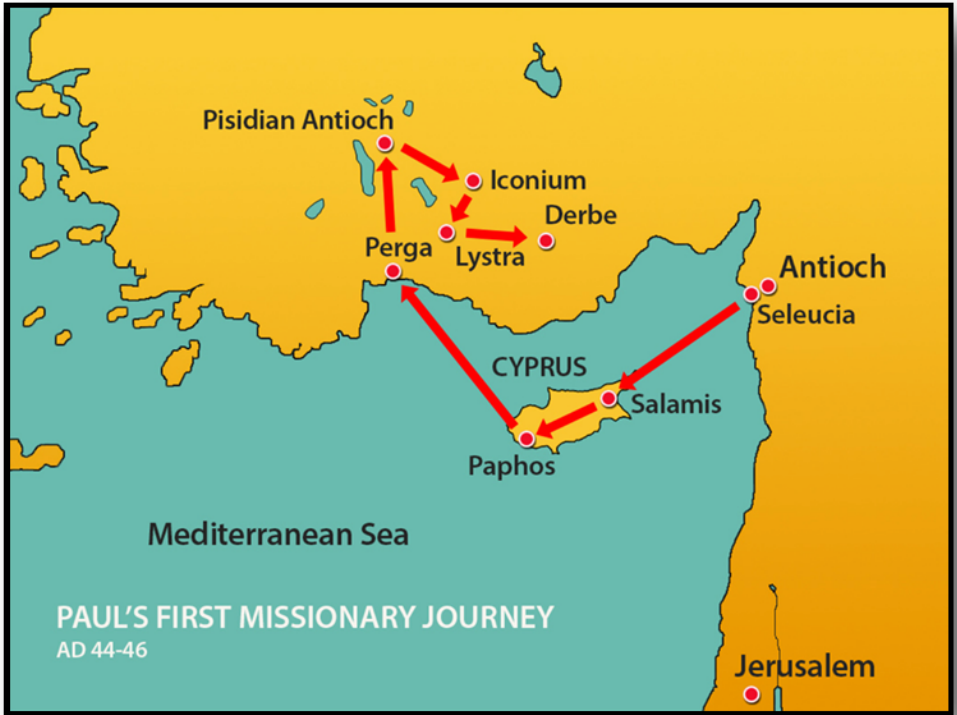 Pisidian Antioch
Iconium
Derbe
Perga
Lystra
Antioch
Seleucia
CYPRUS
Salamis
Paphos
Mediterranean Sea
PAUL'S FIRST MISSIONARY JOURNEY
AD 44-46
Jerusalem